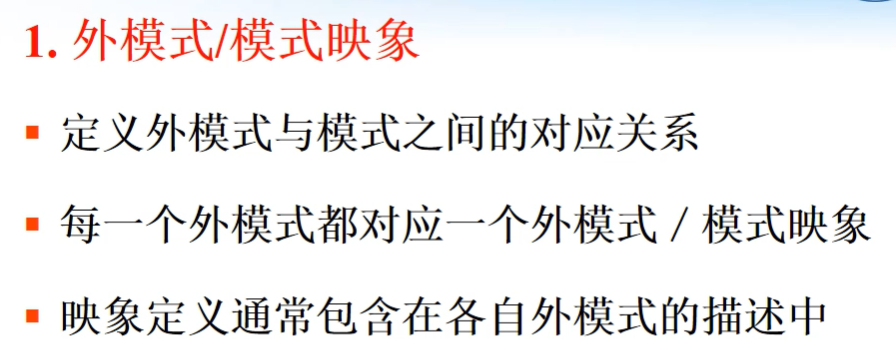 1. 外模式/模式映象
▪ 定义外模式与模式之间的对应关系
▪ 每一个外模式都对应一个外模式／模式映象
▪ 映象定义通常包含在各自外模式的描述中